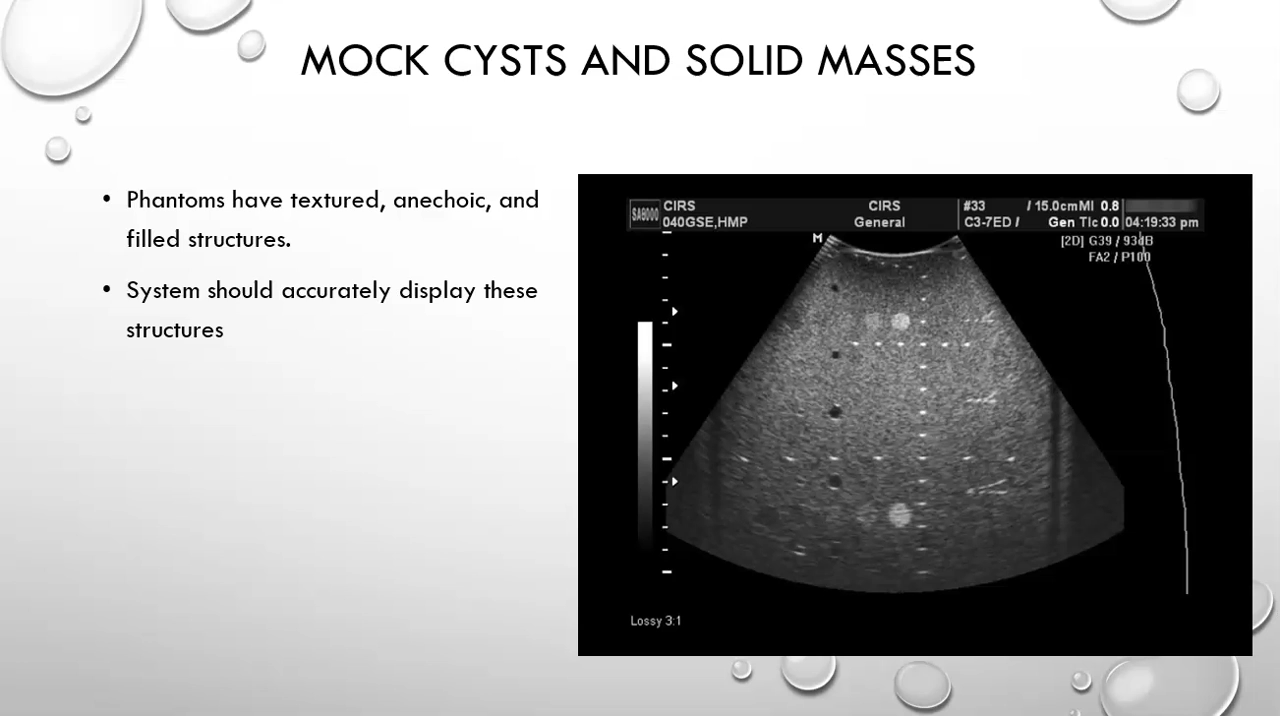 MOCK CYSTS AND SOLID MASSES
• Phantoms have textured, anechoic, and
filled structures.
• System should accurately display these
structures
SA8000
CIRS
040GSE,HMP
CIRS
General
#33 / 15.0cm MI 0.8
C3-7ED / Gen TIc 0.0 04:19:33 pm
[2D] G39 / 93dB
FA2 / P100
M
Lossy 3:1